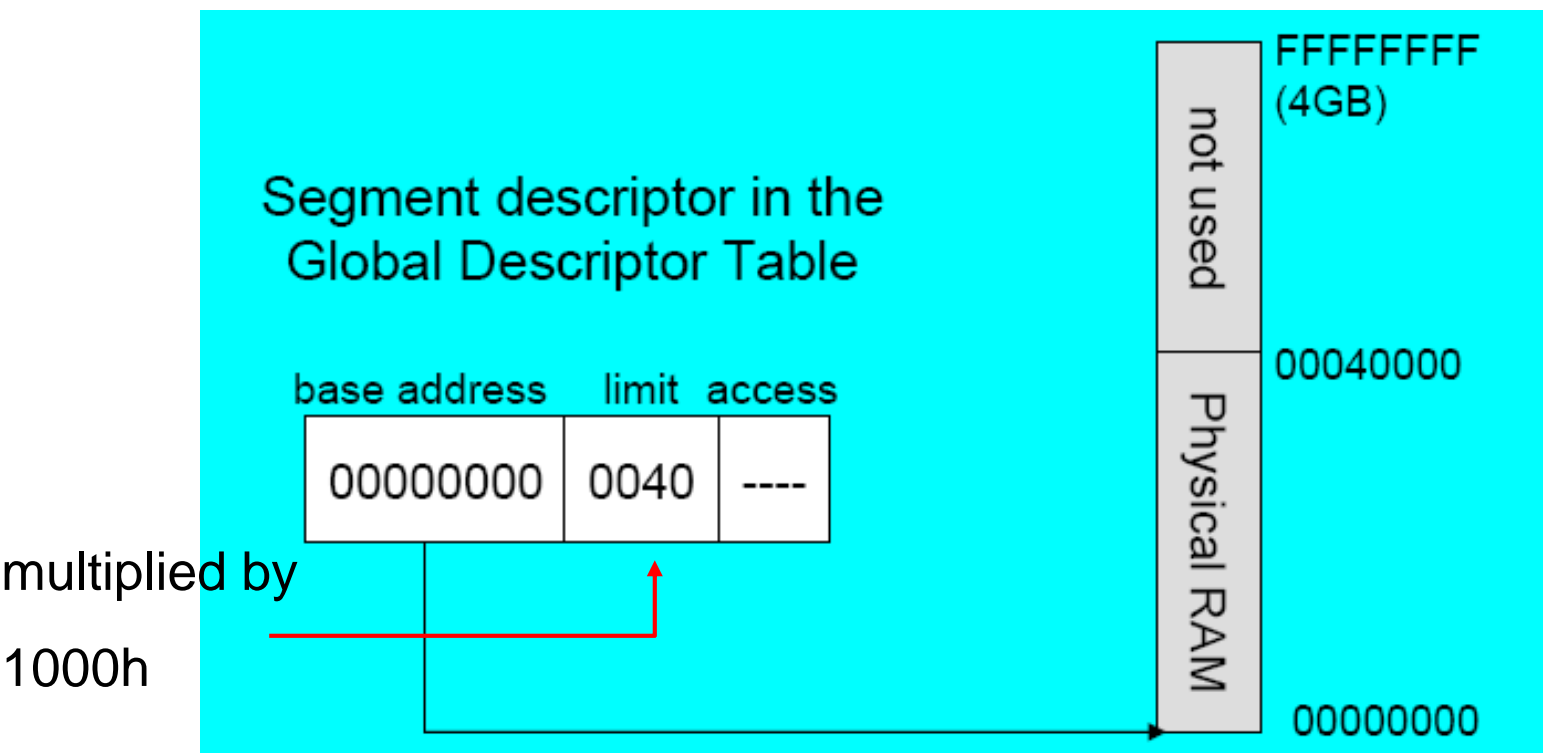 FFFFFFFF
(4GB)
not used
Segment descriptor in the
Global Descriptor Table
00040000
base address limit access
00000000 0040 ----
Physical RAM
multiplied by
1000h
00000000